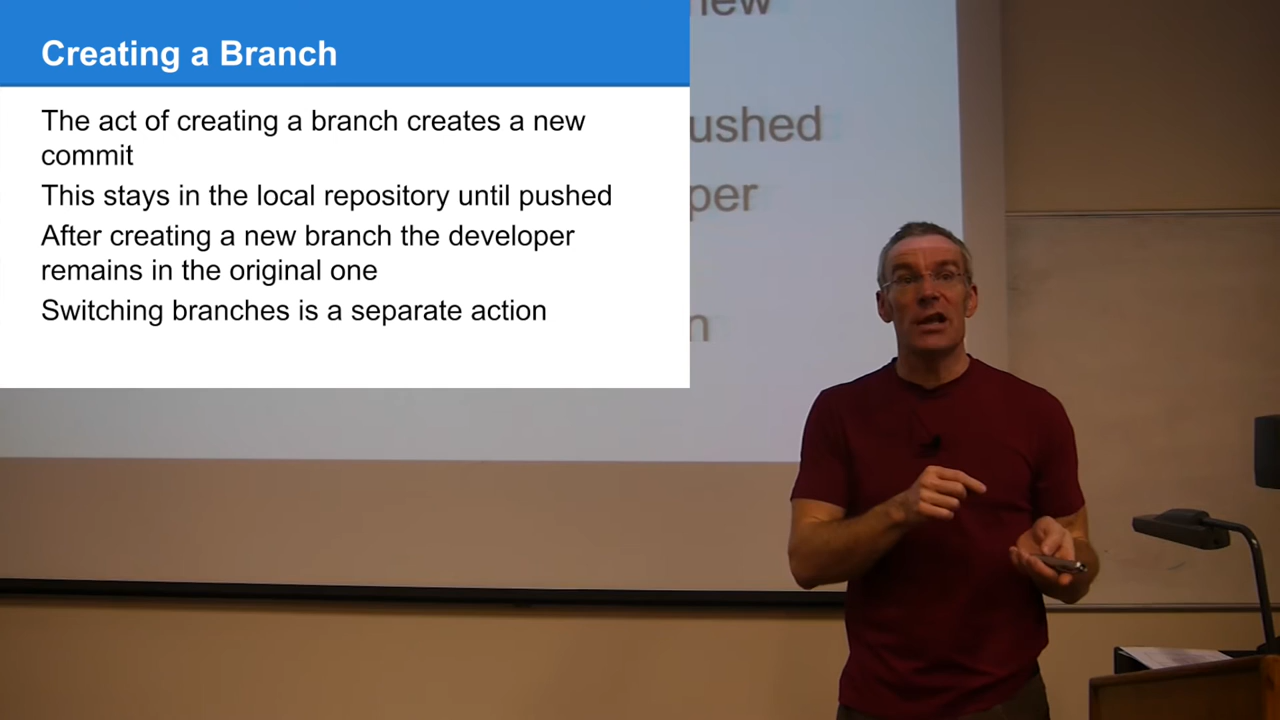 Creating a Branch
The act of creating a branch creates a new
commit
This stays in the local repository until pushed
After creating a new branch the developer
remains in the original one
Switching branches is a separate action